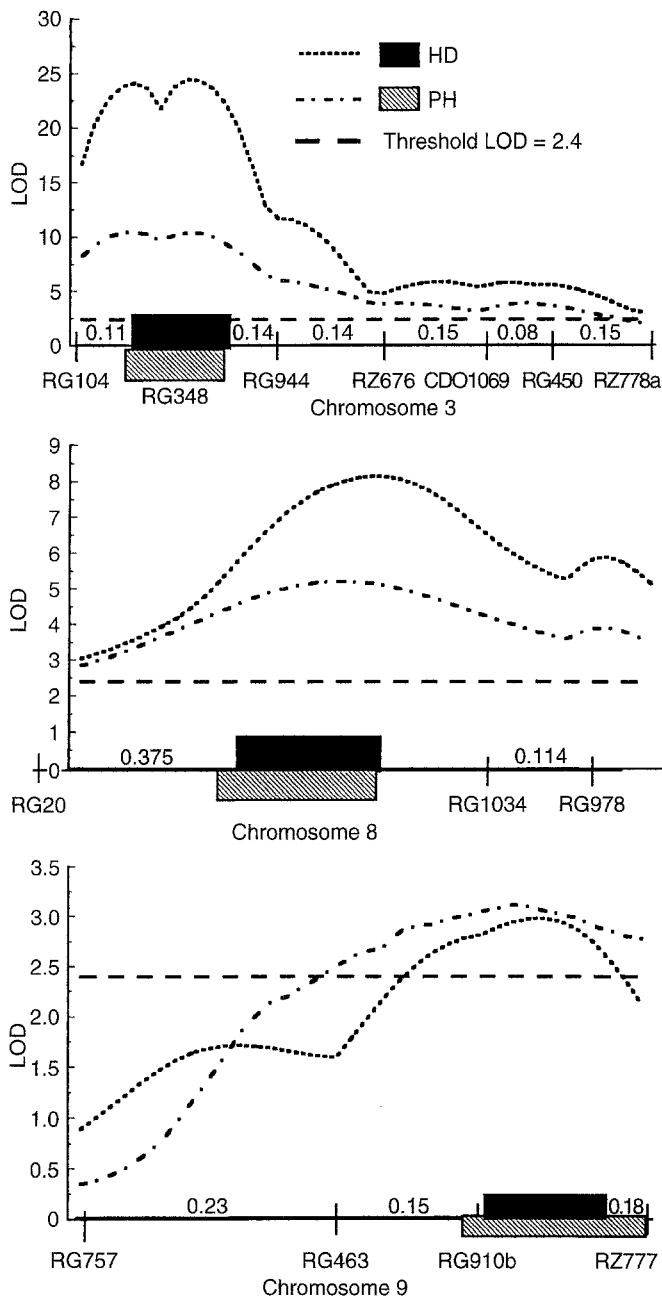 30
25
20
15
10
5
0
LOD
HD
PH
Threshold LOD = 2.4
0.11 0.14 0.14 0.15 0.08 0.15
RG104 RG348 RG944 RZ676 CDO1069 RG450 RZ778a
Chromosome 3
9
8
7
6
5
4
3
2
1
0
LOD
0.375 0.114
RG20 RG1034 RG978
Chromosome 8
3.5
3.0
2.5
2.0
1.5
1.0
0.5
0
LOD
0.23 0.15 0.18
RG757 RG463 RG910b RZ777
Chromosome 9